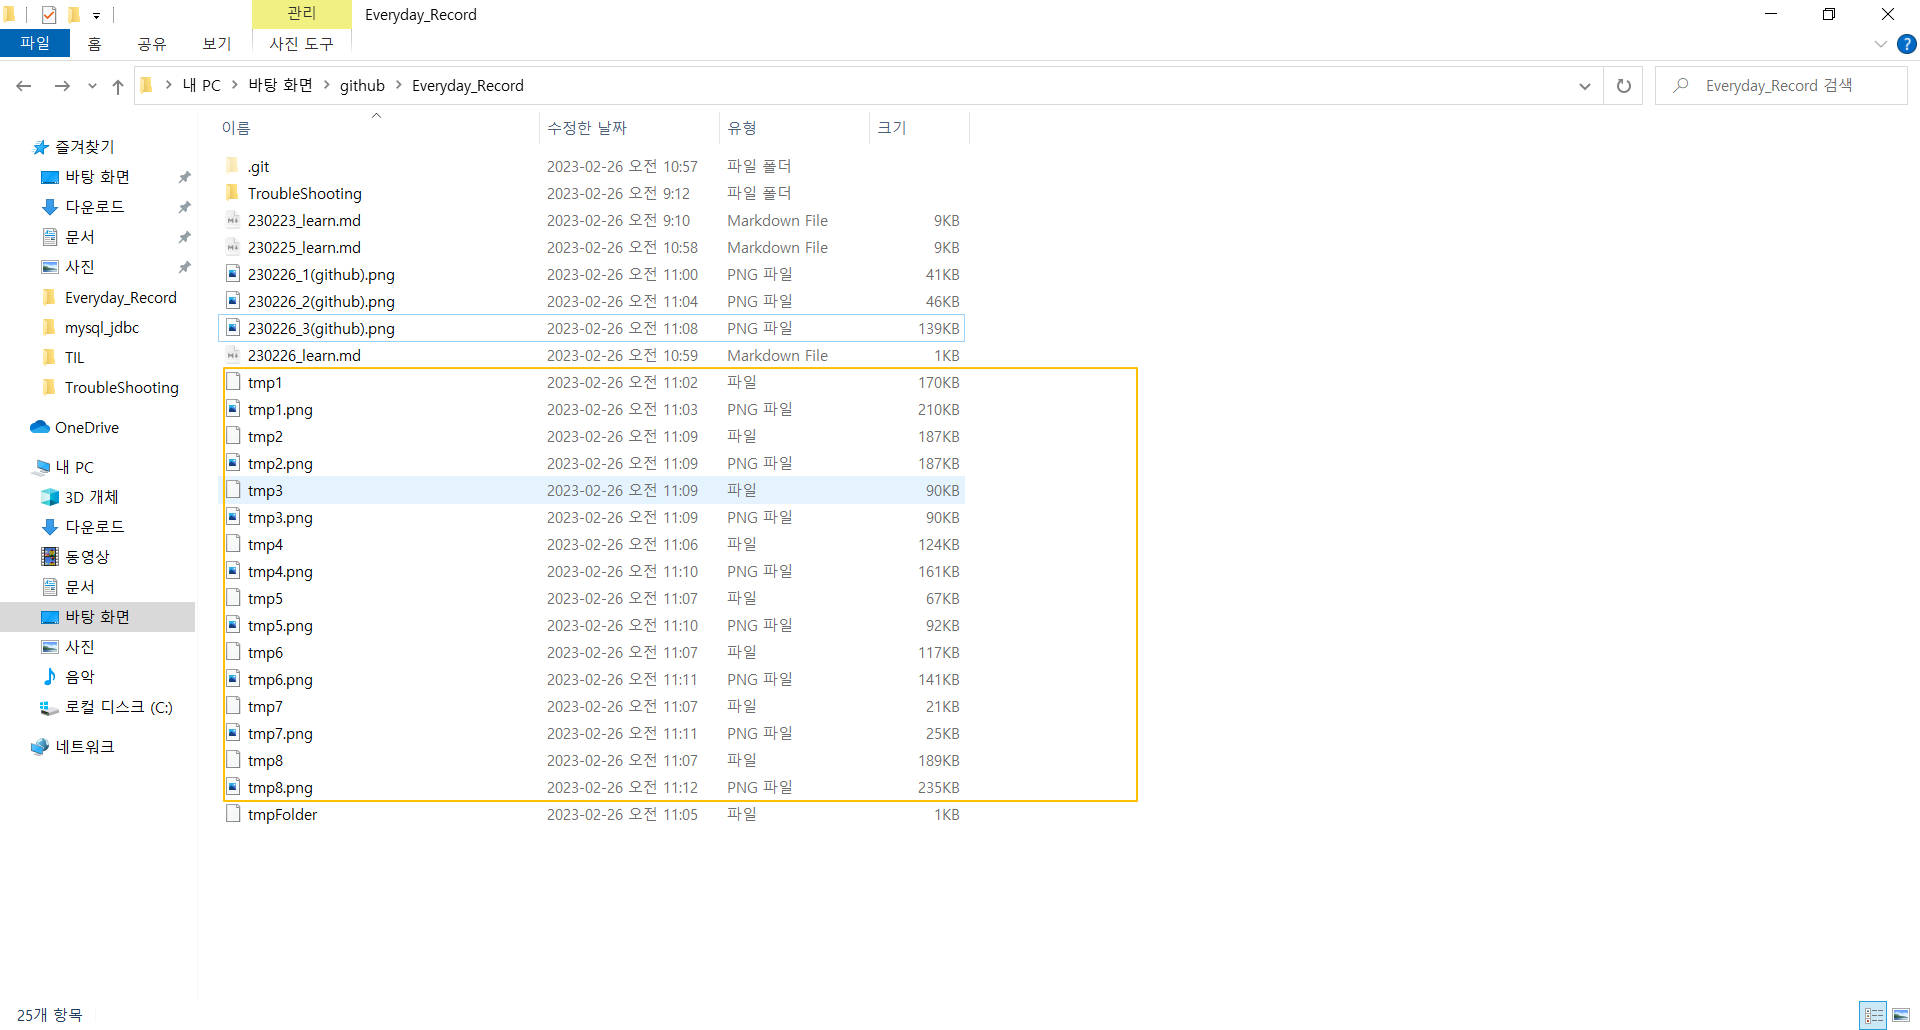 관리 Everyday_Record
파일 홈 공유 보기 사진 도구
내 PC 바탕 화면 github Everyday_Record Everyday_Record 검색
즐겨찾기
바탕 화면
다운로드
문서
사진
Everyday_Record
mysql_jdbc
TIL
TroubleShooting
OneDrive
내 PC
3D 개체
다운로드
동영상
문서
바탕 화면
사진
음악
로컬 디스크 (C:)
네트워크
이름 수정한 날짜 유형 크기
.git 2023-02-26 오전 10:57 파일 폴더
TroubleShooting 2023-02-26 오전 9:12 파일 폴더
230223_learn.md 2023-02-26 오전 9:10 Markdown File 9KB
230225_learn.md 2023-02-26 오전 10:58 Markdown File 9KB
230226_1(github).png 2023-02-26 오전 11:00 PNG 파일 41KB
230226_2(github).png 2023-02-26 오전 11:04 PNG 파일 46KB
230226_3(github).png 2023-02-26 오전 11:08 PNG 파일 139KB
230226_learn.md 2023-02-26 오전 10:59 Markdown File 1KB
tmp1 2023-02-26 오전 11:02 파일 170KB
tmp1.png 2023-02-26 오전 11:03 PNG 파일 210KB
tmp2 2023-02-26 오전 11:09 파일 187KB
tmp2.png 2023-02-26 오전 11:09 PNG 파일 187KB
tmp3 2023-02-26 오전 11:09 파일 90KB
tmp3.png 2023-02-26 오전 11:09 PNG 파일 90KB
tmp4 2023-02-26 오전 11:06 파일 124KB
tmp4.png 2023-02-26 오전 11:10 PNG 파일 161KB
tmp5 2023-02-26 오전 11:07 파일 67KB
tmp5.png 2023-02-26 오전 11:10 PNG 파일 92KB
tmp6 2023-02-26 오전 11:07 파일 117KB
tmp6.png 2023-02-26 오전 11:11 PNG 파일 141KB
tmp7 2023-02-26 오전 11:07 파일 21KB
tmp7.png 2023-02-26 오전 11:11 PNG 파일 25KB
tmp8 2023-02-26 오전 11:07 파일 189KB
tmp8.png 2023-02-26 오전 11:12 PNG 파일 235KB
tmpFolder 2023-02-26 오전 11:05 파일 1KB
25개 항목